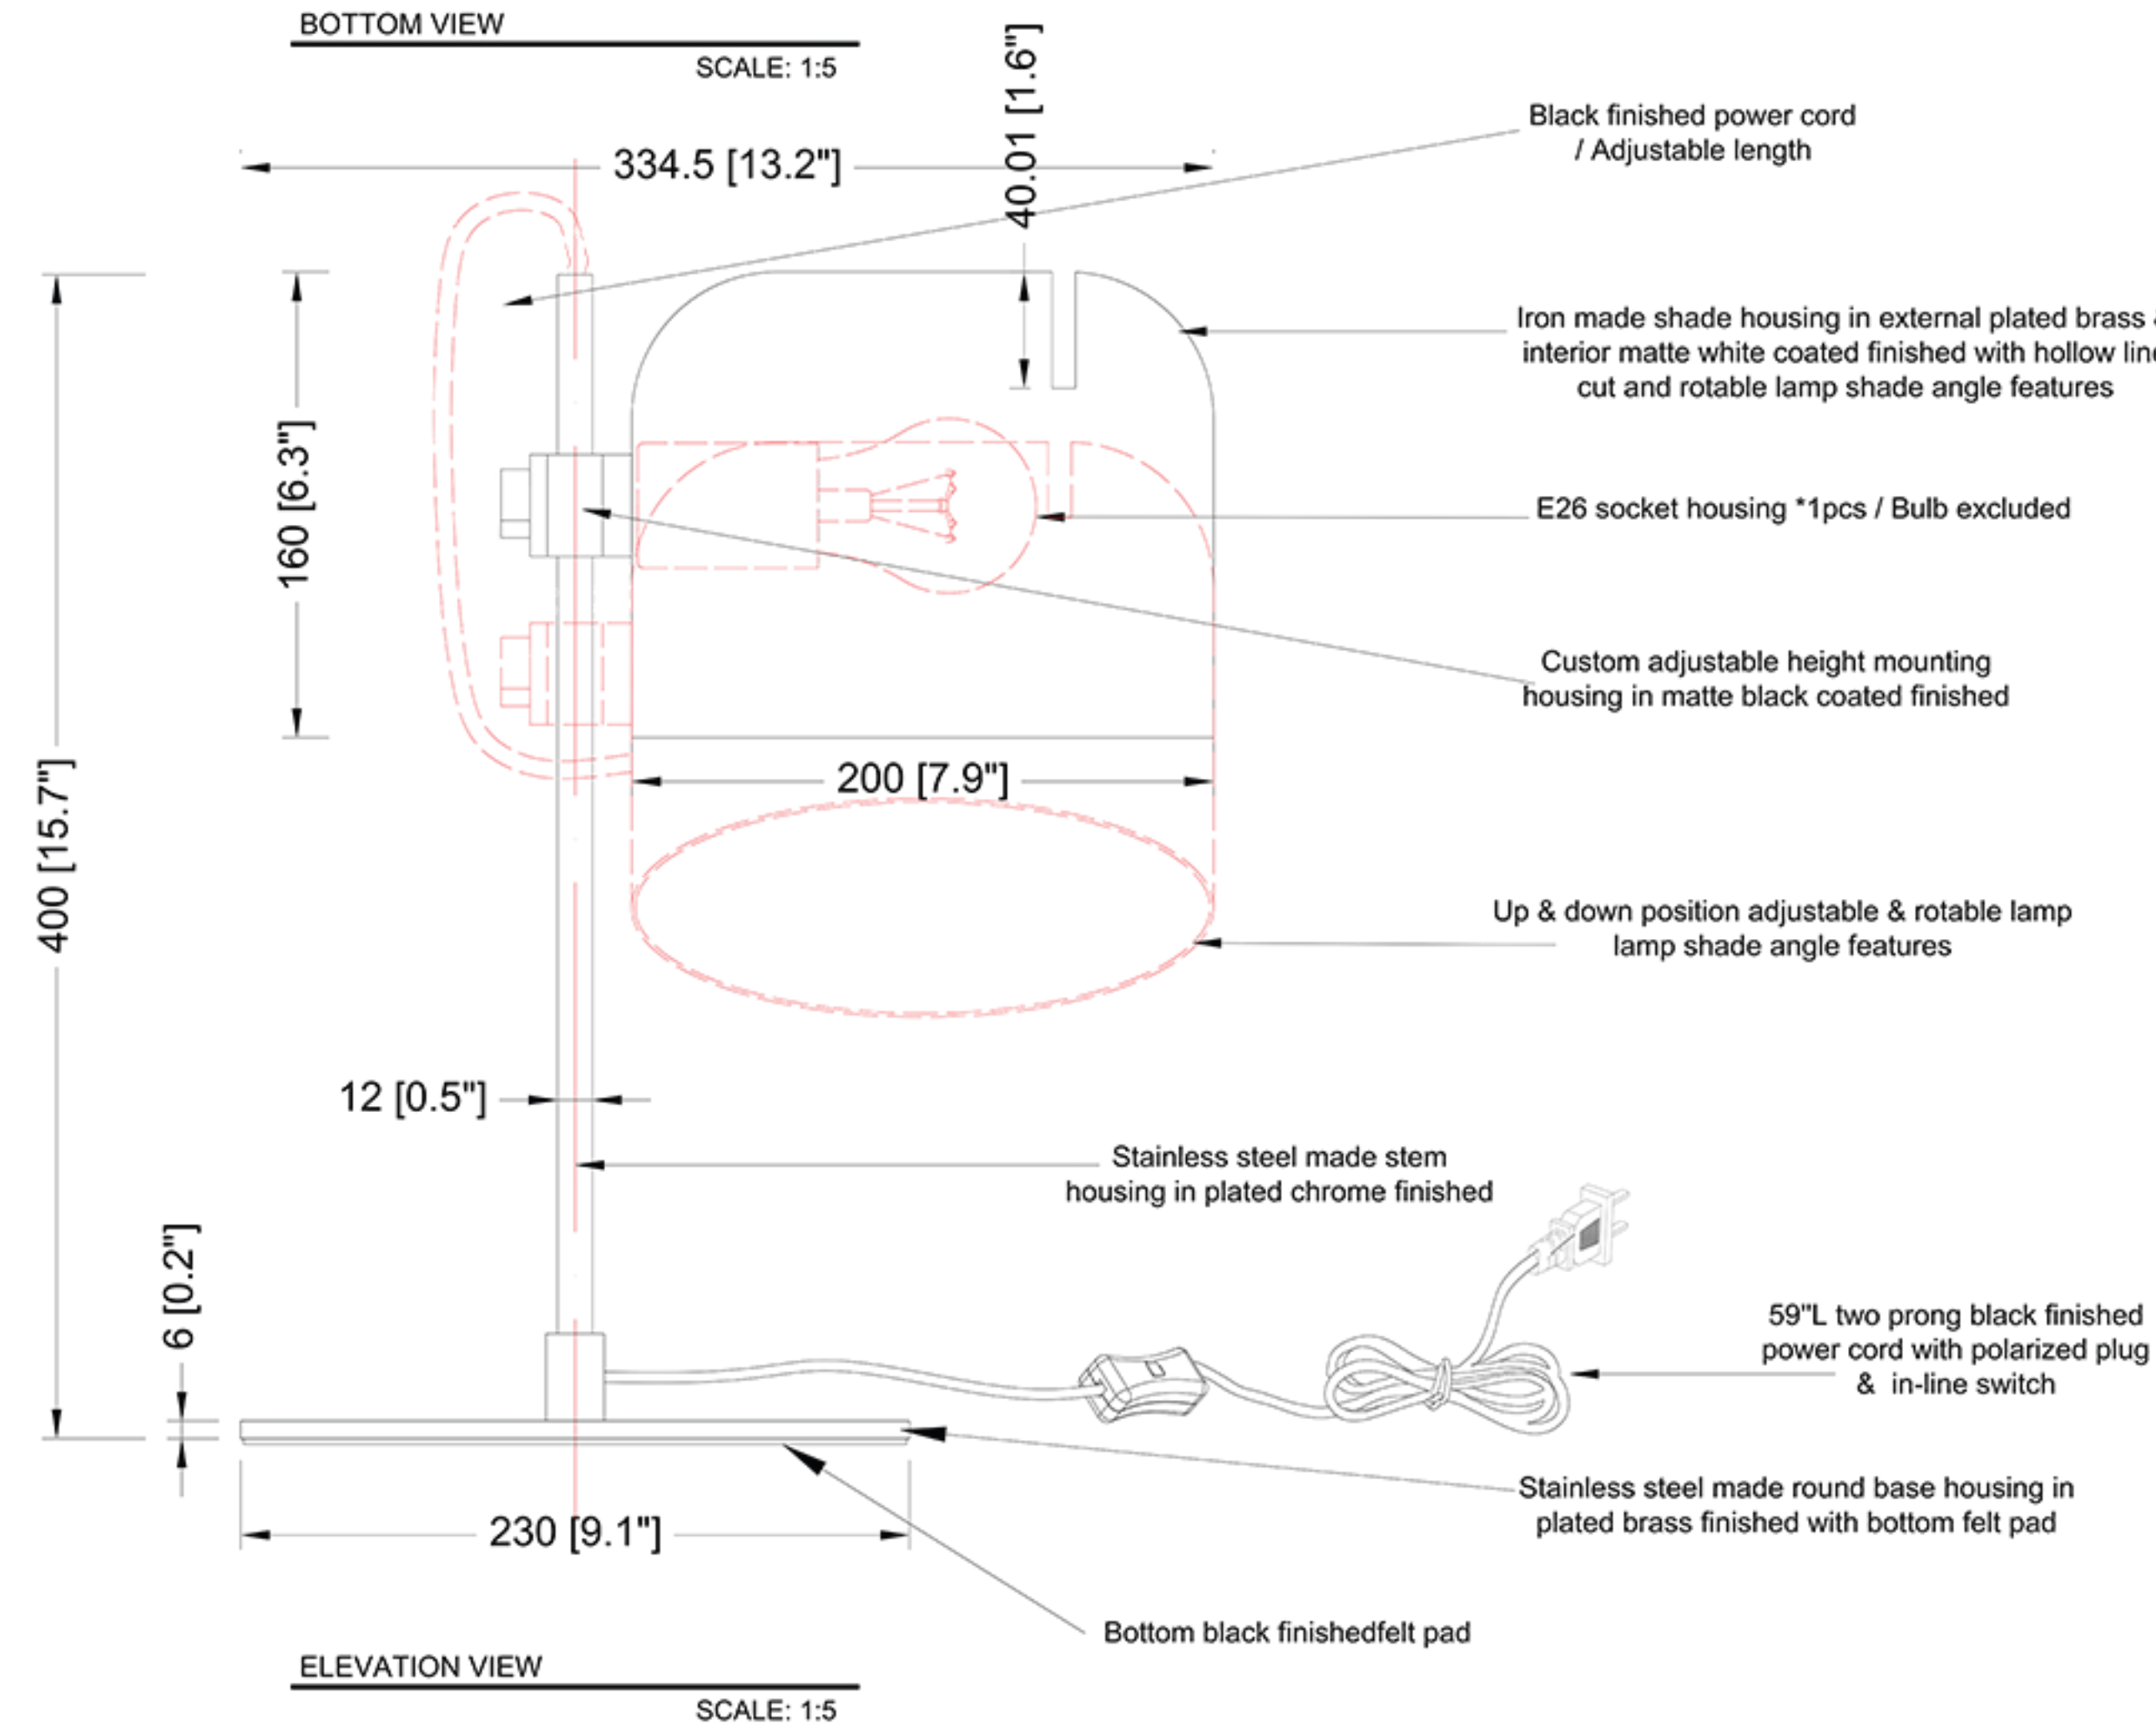 BOTTOM VIEW
SCALE: 1:5
334.5 [13.2"]
40.01 [1.6"]
Black finished power cord
/ Adjustable length
160 [6.3"]
Iron made shade housing in external plated brass
interior matte white coated finished with hollow line
cut and rotable lamp shade angle features
E26 socket housing *1pcs / Bulb excluded
Custom adjustable height mounting
housing in matte black coated finished
400 [15.7"]
200 [7.9"]
Up & down position adjustable & rotable lamp
lamp shade angle features
12 [0.5"]
Stainless steel made stem
housing in plated chrome finished
6 [0.2"]
59"L two prong black finished
power cord with polarized plug
& in-line switch
Stainless steel made round base housing in
plated brass finished with bottom felt pad
230 [9.1"]
Bottom black finishedfelt pad
ELEVATION VIEW
SCALE: 1:5